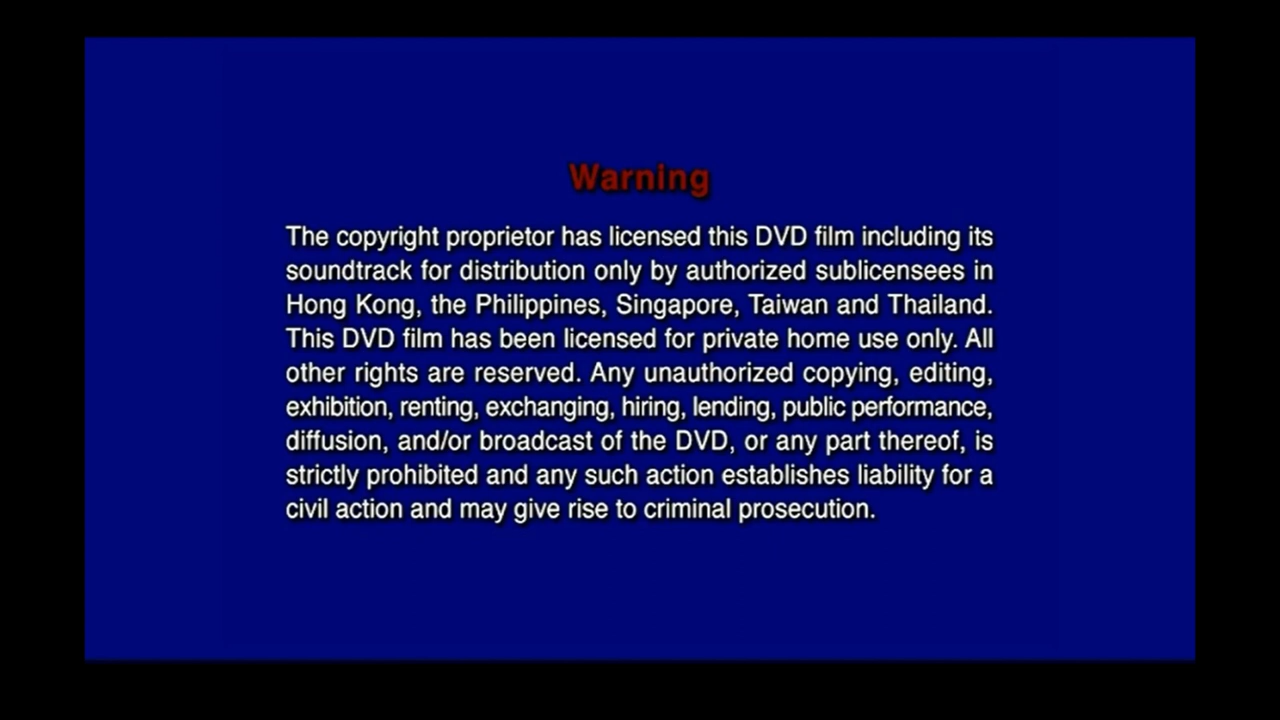 Warning
The copyright proprietor has licensed this DVD film including its
soundtrack for distribution only by authorized sublicensees in
Hong Kong, the Philippines, Singapore, Taiwan and Thailand.
This DVD film has been licensed for private home use only. All
other rights are reserved. Any unauthorized copying, editing,
exhibition, renting, exchanging, hiring, lending, public performance,
diffusion, and/or broadcast of the DVD, or any part thereof, is
strictly prohibited and any such action establishes liability for a
civil action and may give rise to criminal prosecution.